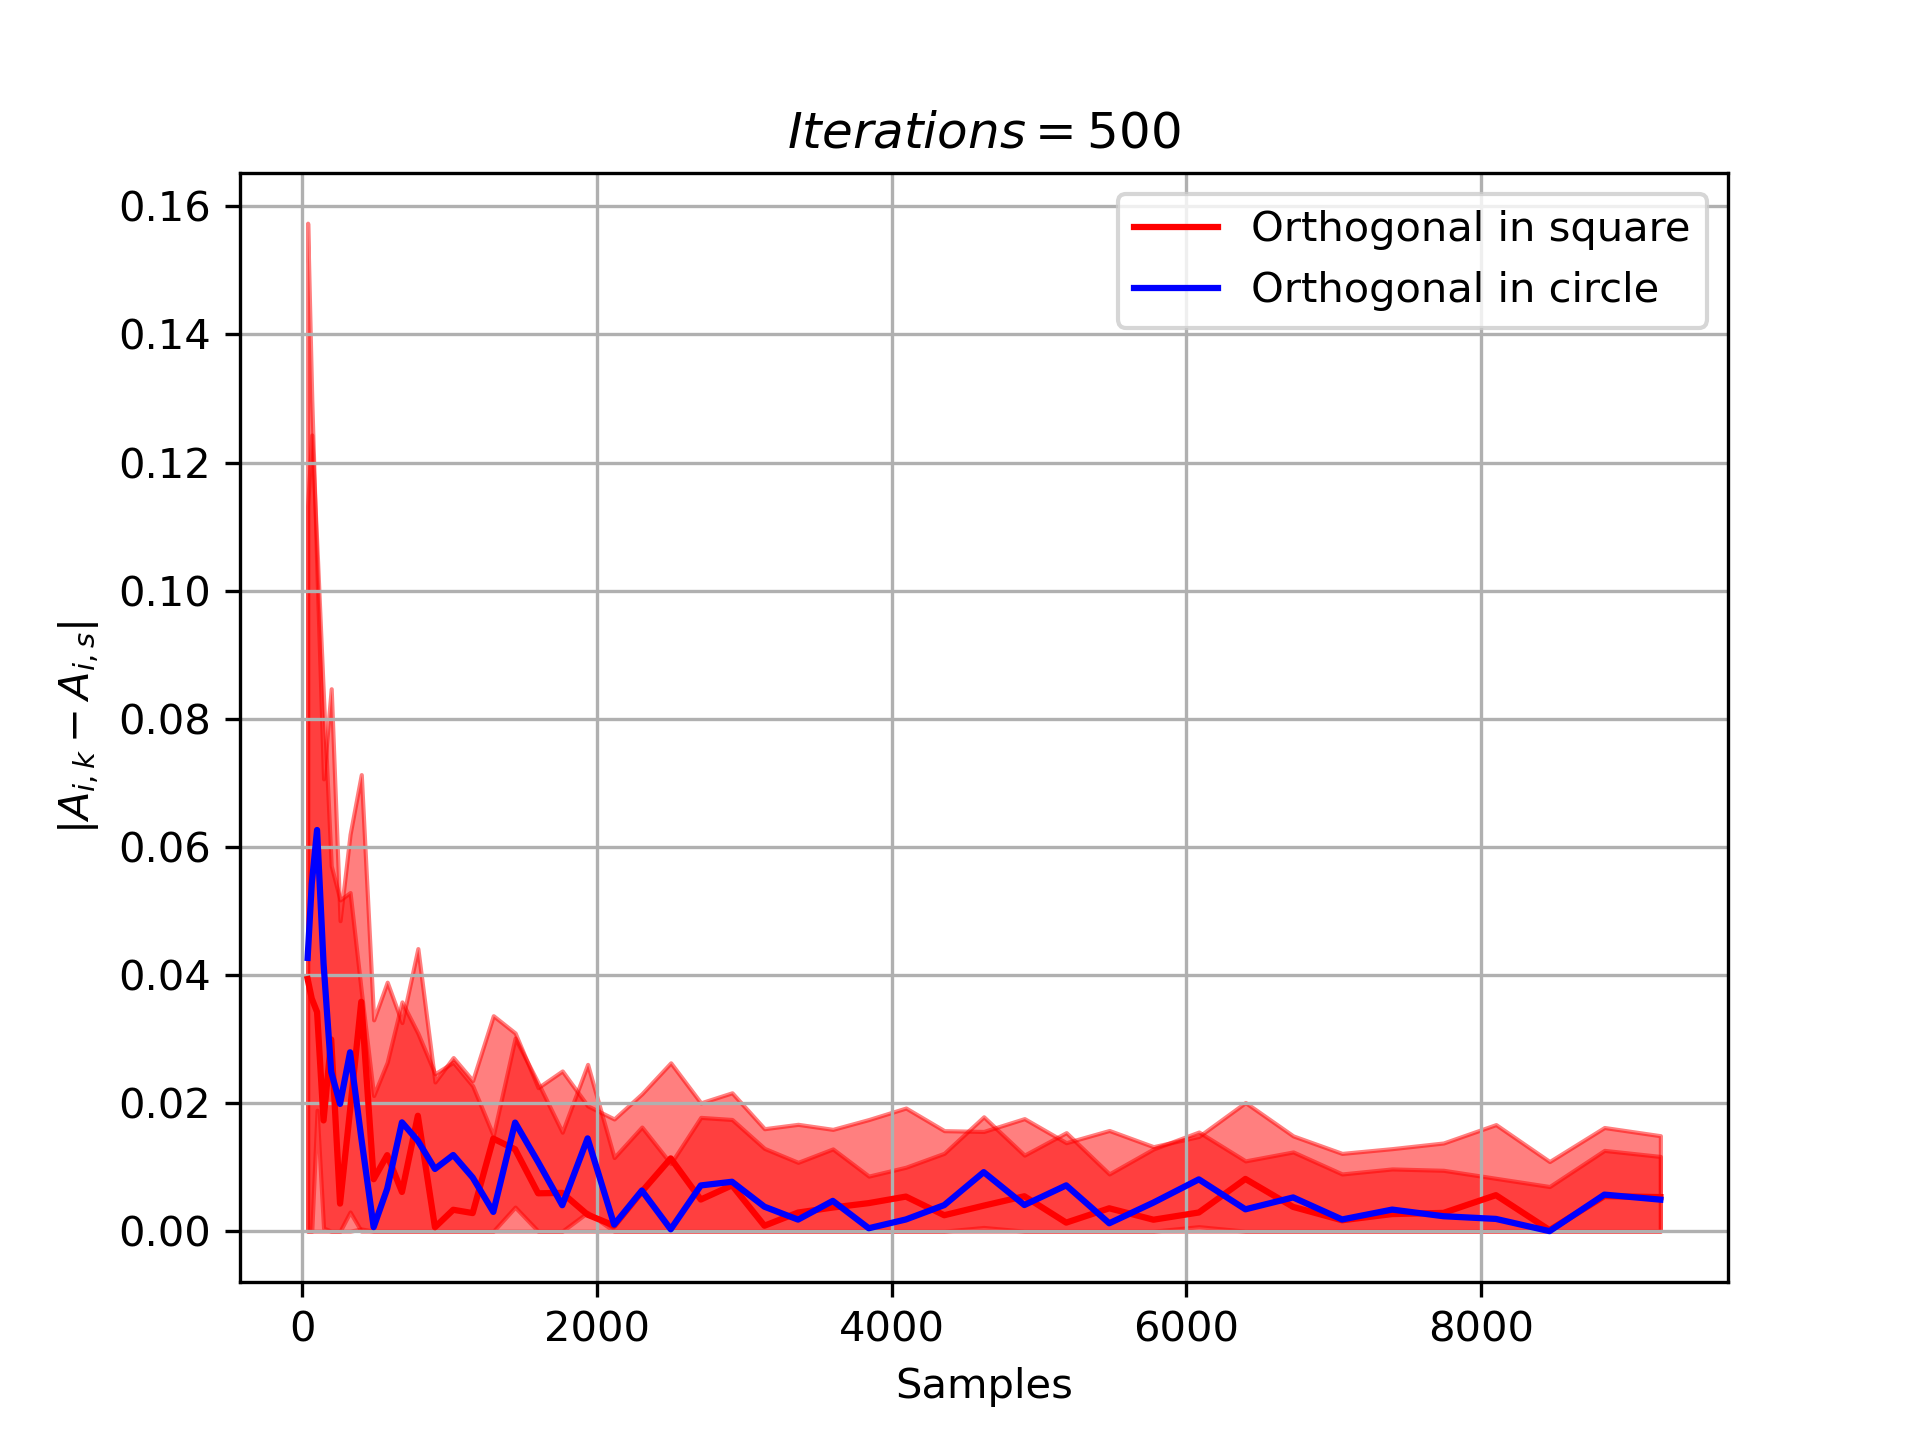 Iterations = 500
0.16
0.14
0.12
0.10
0.08
0.06
0.04
0.02
0.00
|A_{i,k} − A_{i,s}|
Orthogonal in square
Orthogonal in circle
0 2000 4000 6000 8000
Samples